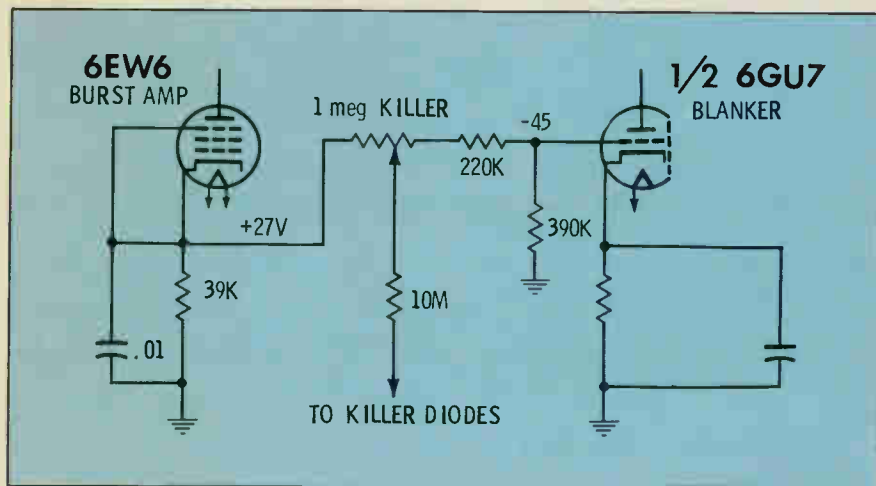 6EW6
BURST AMP
1/2 6GU7
BLANKER
1 meg KILLER
-45
220K
+27V
390K
39K
10M
.01
TO KILLER DIODES